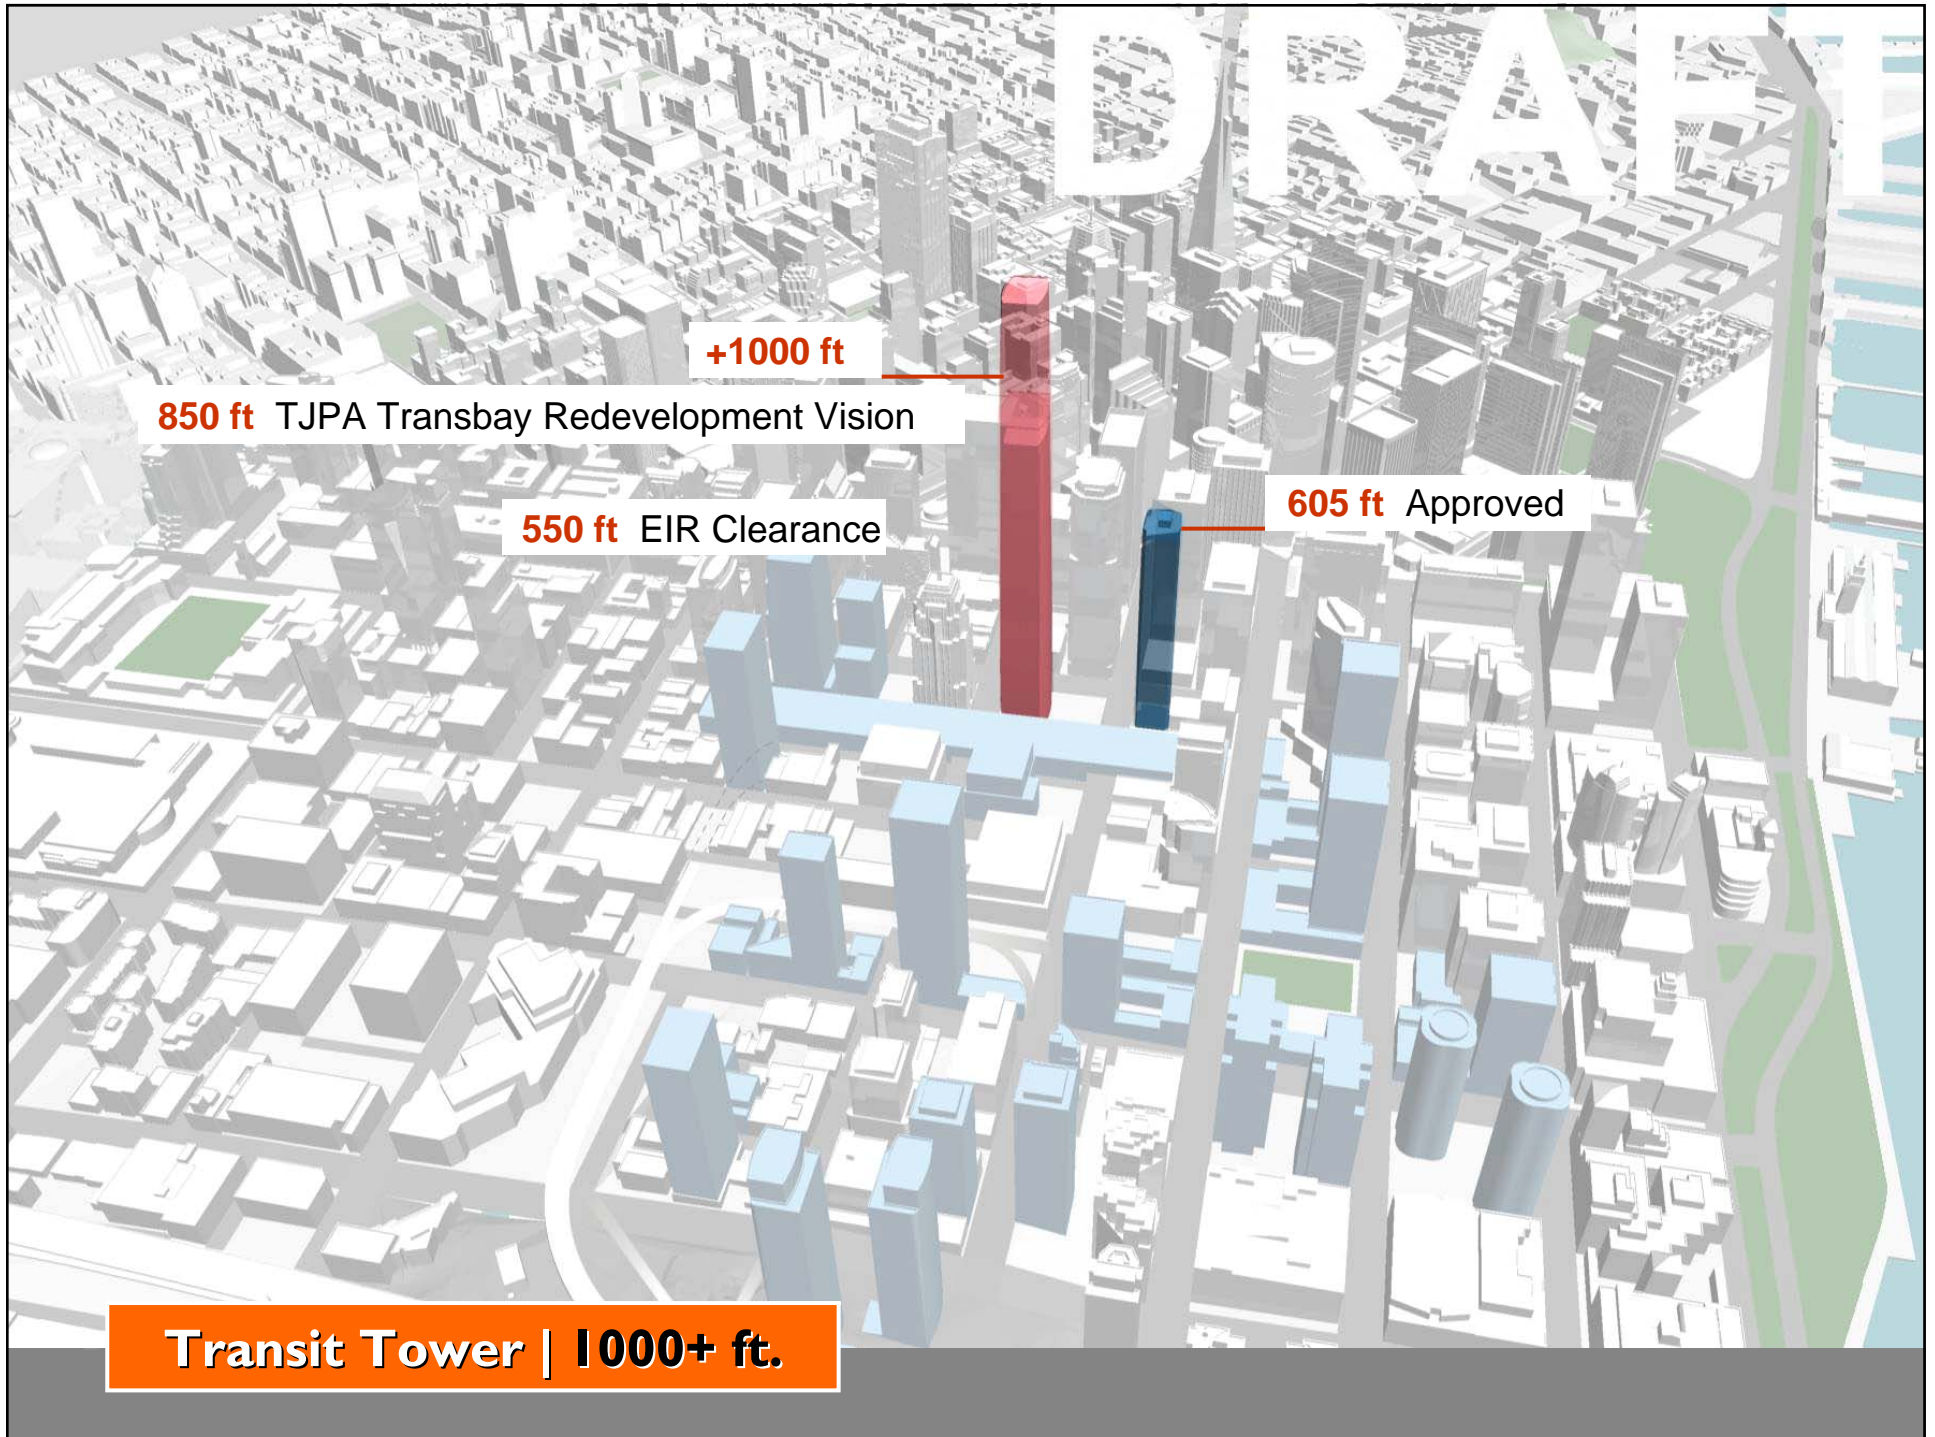 DRAFT
+1000 ft
850 ft TJPA Transbay Redevelopment Vision
605 ft Approved
550 ft EIR Clearance
Transit Tower | 1000+ ft.